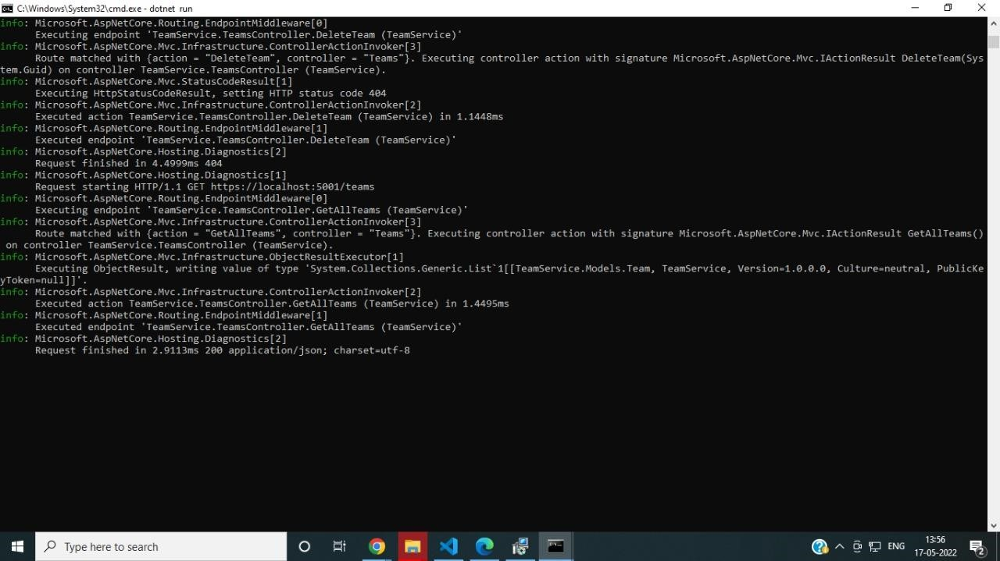 C:\Windows\System32\cmd.exe - dotnet run
info: Microsoft.AspNetCore.Routing.EndpointMiddleware[0]
Executing endpoint 'TeamService.TeamsController.DeleteTeam (TeamService)'
info: Microsoft.AspNetCore.Mvc.Infrastructure.ControllerActionInvoker[3]
Route matched with {action = "DeleteTeam", controller = "Teams"}. Executing controller action with signature Microsoft.AspNetCore.Mvc.IActionResult DeleteTeam(Sys
tem.Guid) on controller TeamService.TeamsController (TeamService).
info: Microsoft.AspNetCore.Mvc.StatusCodeResult[1]
Executing HttpStatusCodeResult, setting HTTP status code 404
info: Microsoft.AspNetCore.Mvc.Infrastructure.ControllerActionInvoker[2]
Executed action TeamService.TeamsController.DeleteTeam (TeamService) in 1.1448ms
info: Microsoft.AspNetCore.Routing.EndpointMiddleware[1]
Executed endpoint 'TeamService.TeamsController.DeleteTeam (TeamService)'
info: Microsoft.AspNetCore.Hosting.Diagnostics[2]
Request finished in 4.4999ms 404
info: Microsoft.AspNetCore.Hosting.Diagnostics[1]
Request starting HTTP/1.1 GET https://localhost:5001/teams
info: Microsoft.AspNetCore.Routing.EndpointMiddleware[0]
Executing endpoint 'TeamService.TeamsController.GetAllTeams (TeamService)'
info: Microsoft.AspNetCore.Mvc.Infrastructure.ControllerActionInvoker[3]
Route matched with {action = "GetAllTeams", controller = "Teams"}. Executing controller action with signature Microsoft.AspNetCore.Mvc.IActionResult GetAllTeams()
on controller TeamService.TeamsController (TeamService).
info: Microsoft.AspNetCore.Mvc.Infrastructure.ObjectResultExecutor[1]
Executing ObjectResult, writing value of type 'System.Collections.Generic.List`1[[TeamService.Models.Team, TeamService, Version=1.0.0.0, Culture=neutral, PublicKe
yToken=null]]'.
info: Microsoft.AspNetCore.Mvc.Infrastructure.ControllerActionInvoker[2]
Executed action TeamService.TeamsController.GetAllTeams (TeamService) in 1.4495ms
info: Microsoft.AspNetCore.Routing.EndpointMiddleware[1]
Executed endpoint 'TeamService.TeamsController.GetAllTeams (TeamService)'
info: Microsoft.AspNetCore.Hosting.Diagnostics[2]
Request finished in 2.9113ms 200 application/json; charset=utf-8
Type here to search
ENG
13:56
17-05-2022
2